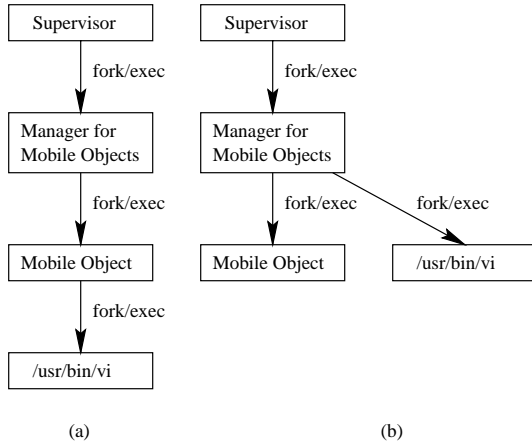 Supervisor
fork/exec
Manager for
Mobile Objects
fork/exec
Mobile Object
fork/exec
/usr/bin/vi
(a)
Supervisor
fork/exec
Manager for
Mobile Objects
fork/exec
fork/exec
Mobile Object
/usr/bin/vi
(b)